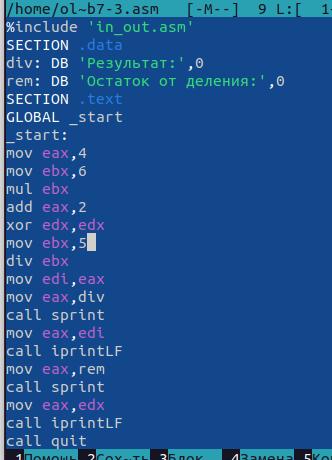 /home/ol~b7-3.asm [-M--] 9 L:[ 1
%include 'in_out.asm'
SECTION .data
div: DB 'Результат:',0
rem: DB 'Остаток от деления:',0
SECTION .text
GLOBAL _start
_start:
mov eax,4
mov ebx,6
mul ebx
add eax,2
xor edx,edx
mov ebx,5
div ebx
mov edi,eax
mov eax,div
call sprint
mov eax,edi
call iprintLF
mov eax,rem
call sprint
mov eax,edx
call iprintLF
call quit
1Помощь 2Сох~ть 3Блок 4Замена 5Ко